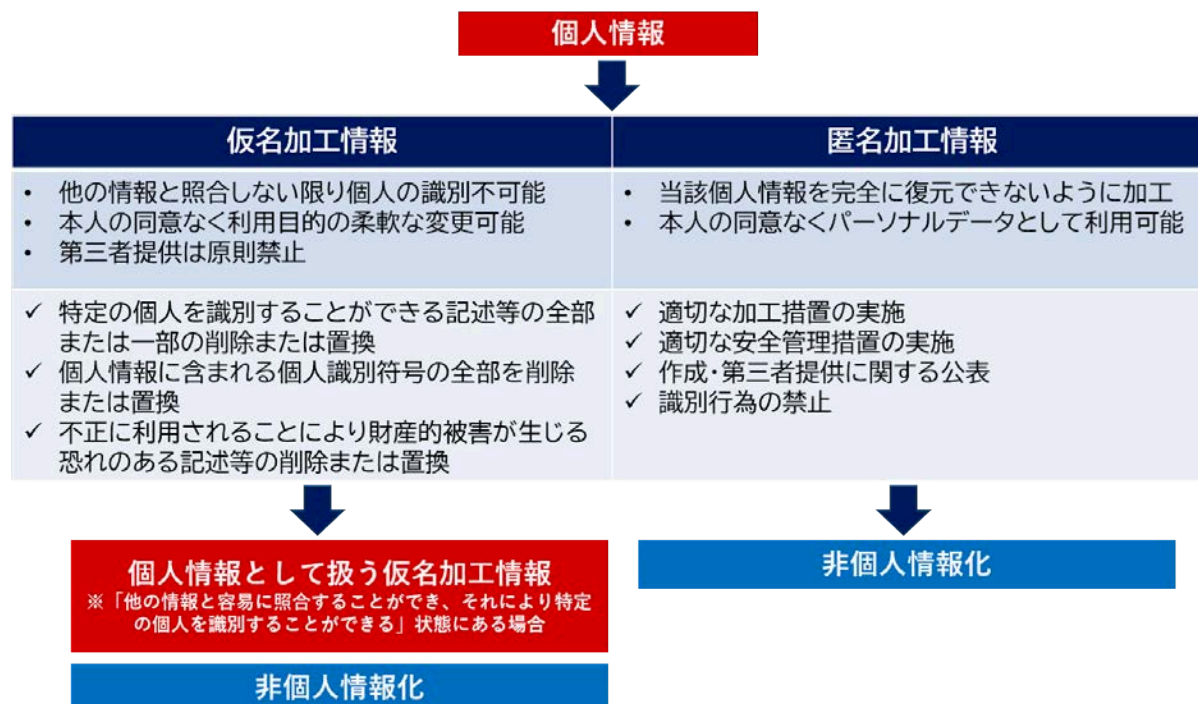 個人情報
仮名加工情報
匿名加工情報
• 他の情報と照合しない限り個人の識別不可能
• 本人の同意なく利用目的の柔軟な変更可能
• 第三者提供は原則禁止
• 当該個人情報を完全に復元できないように加工
• 本人の同意なくパーソナルデータとして利用可能
✓ 特定の個人を識別することができる記述等の全部
または一部の削除または置換
✓ 個人情報に含まれる個人識別符号の全部を削除
または置換
✓ 不正に利用されることにより財産的被害が生じる
恐れのある記述等の削除または置換
✓ 適切な加工措置の実施
✓ 適切な安全管理措置の実施
✓ 作成・第三者提供に関する公表
✓ 識別行為の禁止
個人情報として扱う仮名加工情報
※「他の情報と容易に照合することができ、それにより特定
の個人を識別することができる」状態にある場合
非個人情報化
非個人情報化